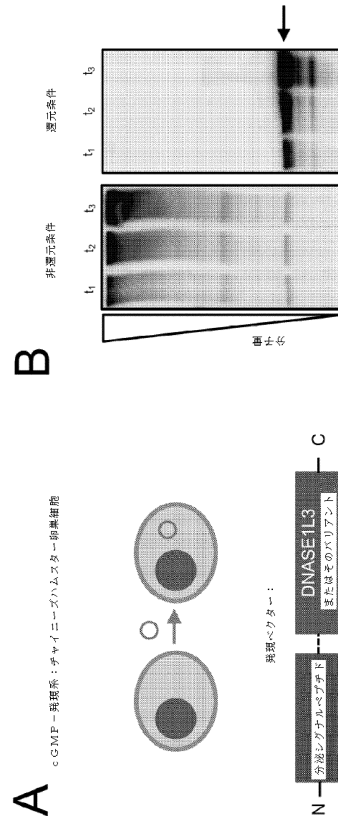 A
cGMP-発現系:チャイニーズハムスター卵巣細胞
発現ベクター:
N
分泌シグナルペプチド
DNASE1L3
またはそのバリアント
C
B
非還元条件
還元条件
t1 t2 t3
t1 t2 t3
分子量